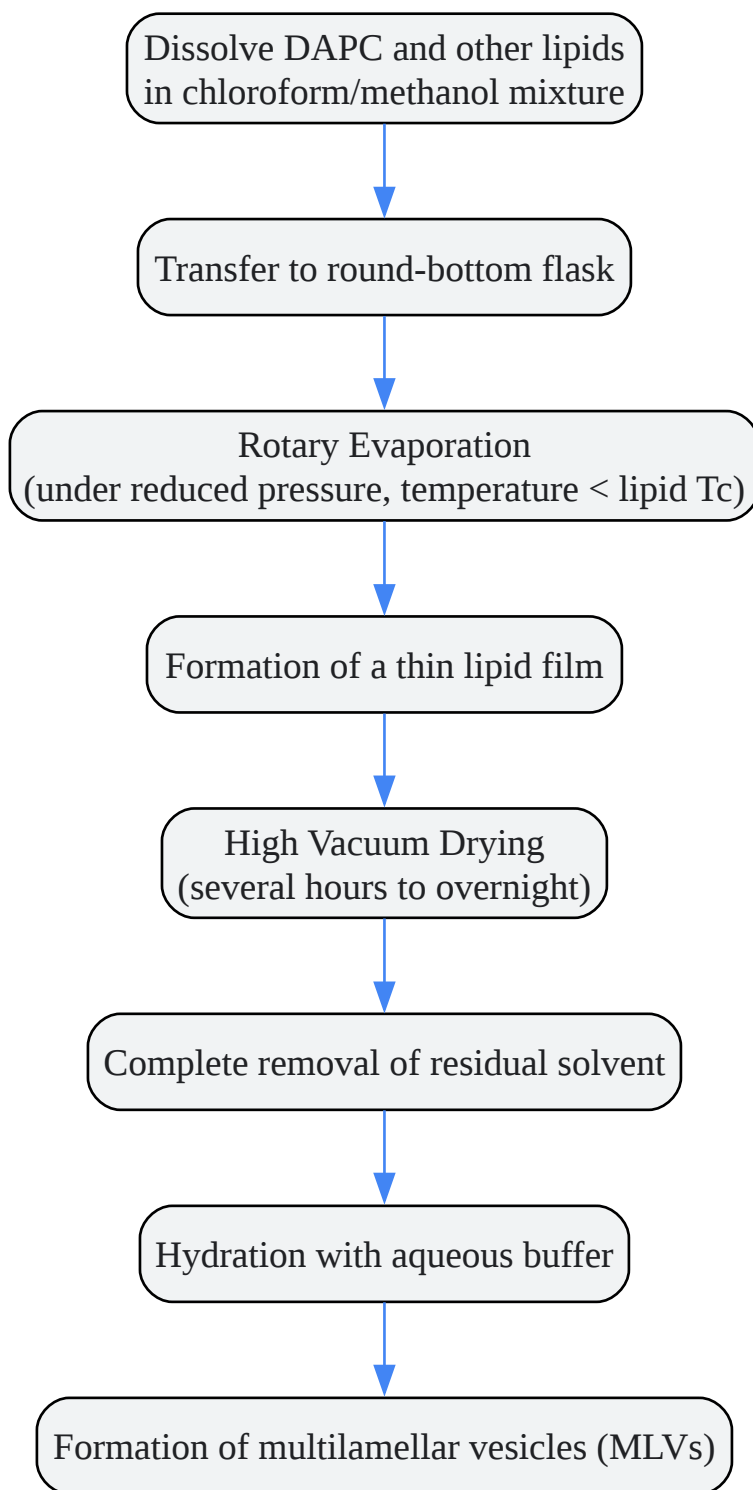 Dissolve DAPC and other lipids
in chloroform/methanol mixture
Transfer to round-bottom flask
Rotary Evaporation
(under reduced pressure, temperature < lipid Tc)
Formation of a thin lipid film
High Vacuum Drying
(several hours to overnight)
Complete removal of residual solvent
Hydration with aqueous buffer
Formation of multilamellar vesicles (MLVs)